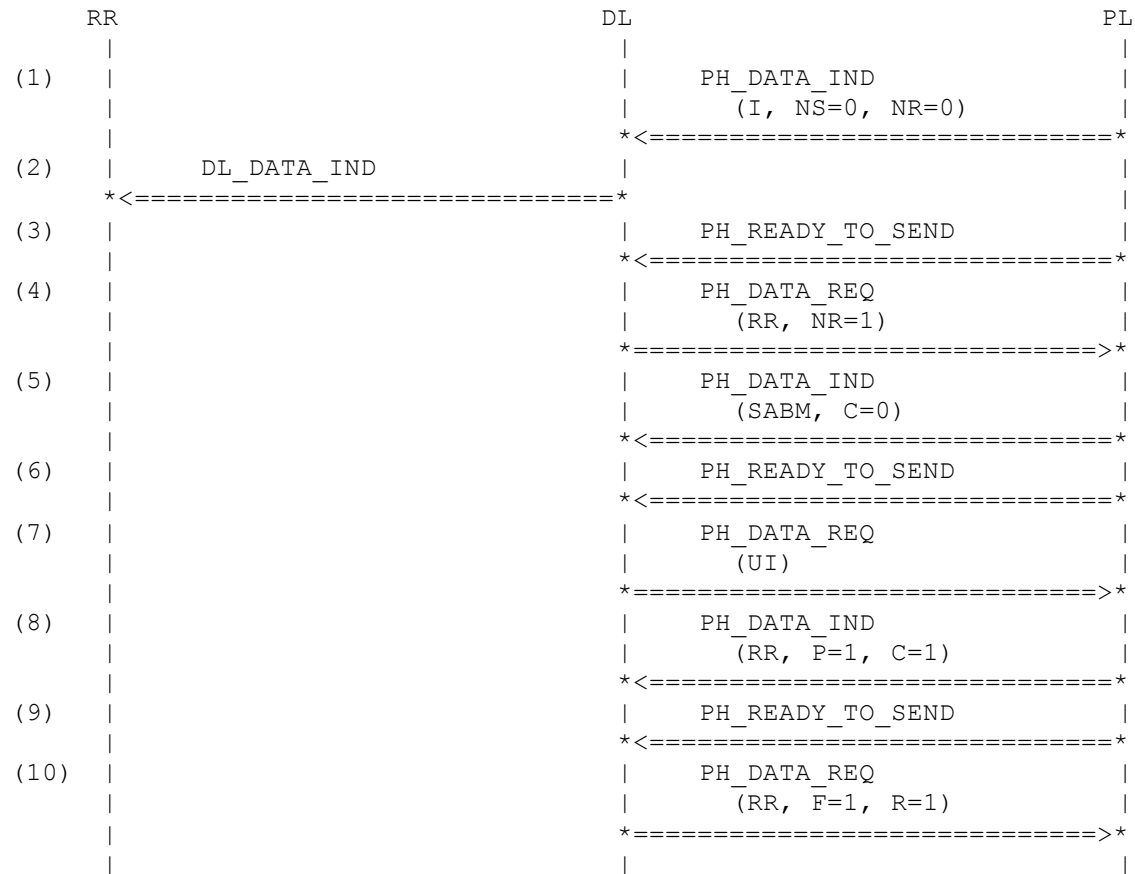 RR DL PL
(1) PH_DATA_IND
(I, NS=0, NR=0)
(2) DL_DATA_IND
(3) PH_READY_TO_SEND
(4) PH_DATA_REQ
(RR, NR=1)
(5) PH_DATA_IND
(SABM, C=0)
(6) PH_READY_TO_SEND
(7) PH_DATA_REQ
(UI)
(8) PH_DATA_IND
(RR, P=1, C=1)
(9) PH_READY_TO_SEND
(10) PH_DATA_REQ
(RR, F=1, R=1)